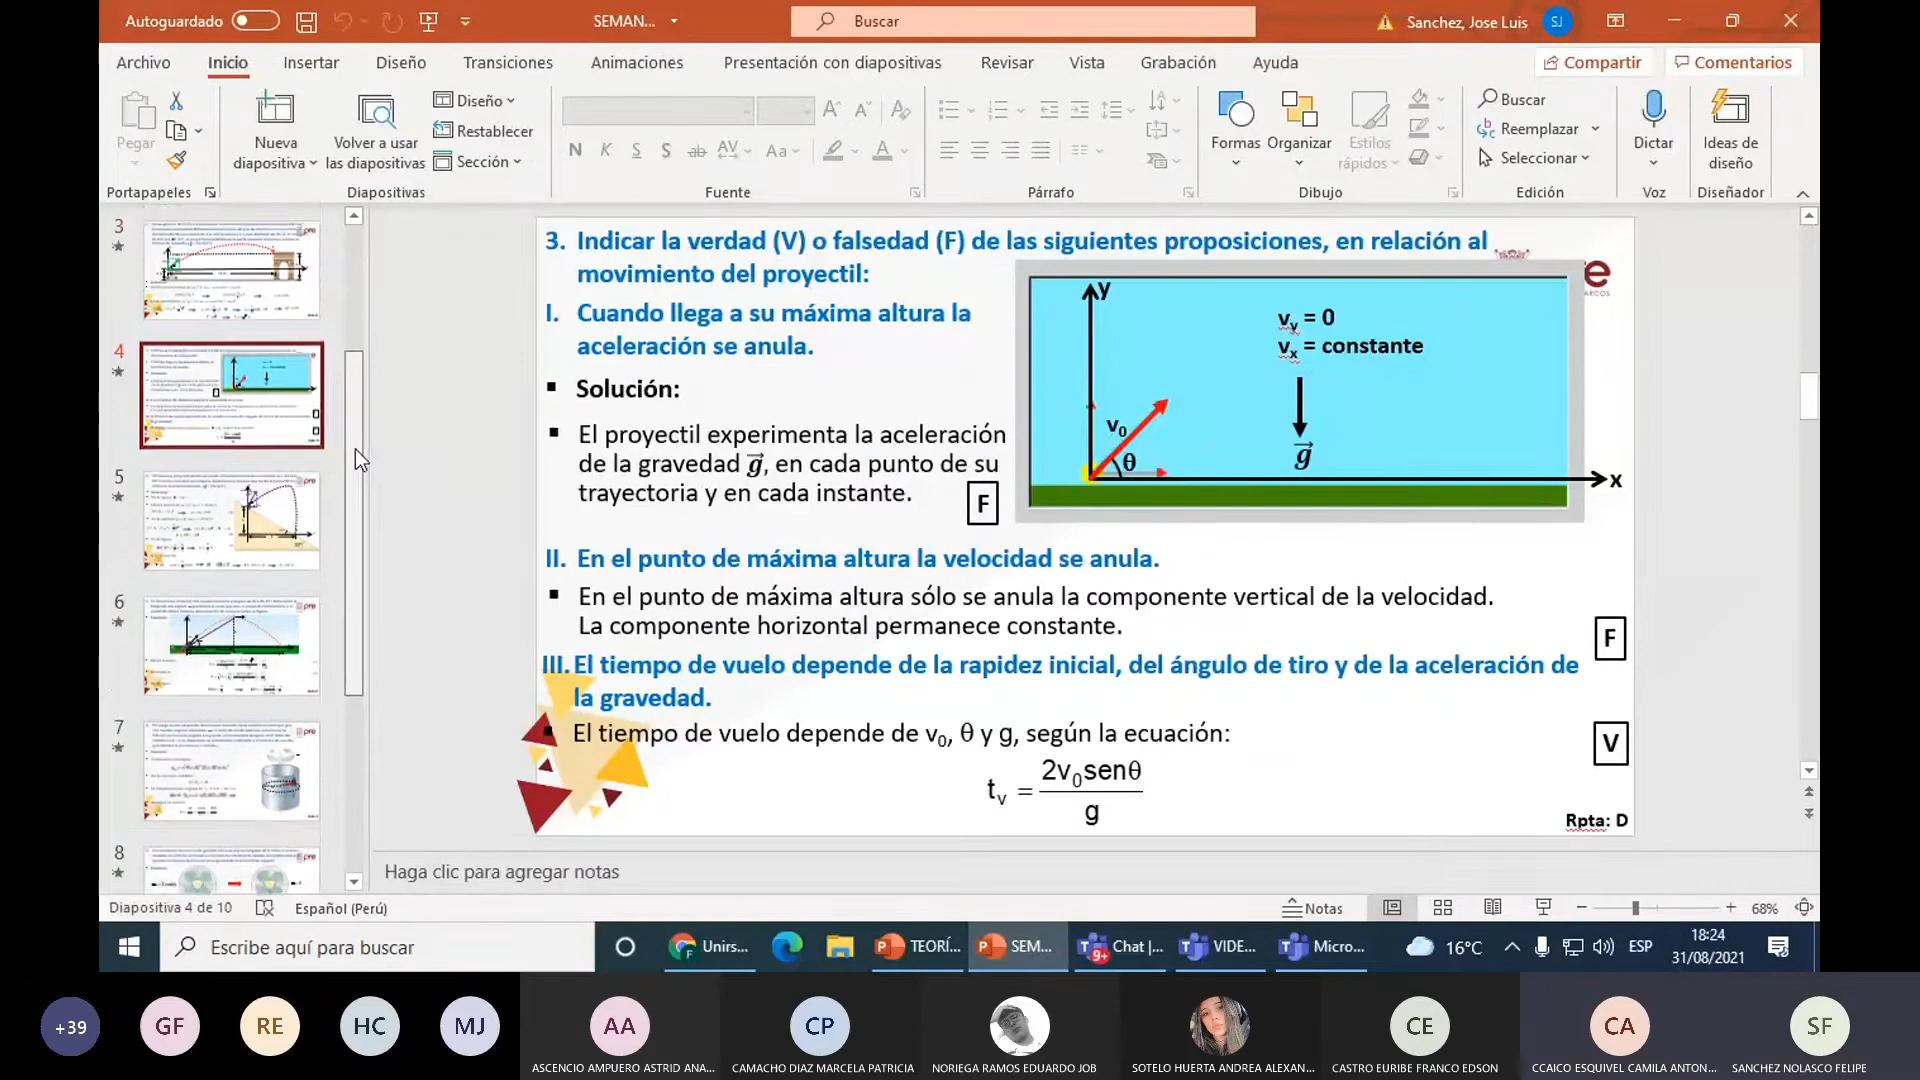 Autoguardado
SEMAN...
Buscar
Sanchez, Jose Luis
SJ
Archivo
Inicio
Insertar
Diseño
Transiciones
Animaciones
Presentación con diapositivas
Revisar
Vista
Grabación
Ayuda
Compartir
Comentarios
Pegar
Nueva diapositiva
Volver a usar las diapositivas
Diseño
Restablecer
Sección
N K S S ab AV Aa A
Formas
Organizar
Estilos rápidos
Buscar
Reemplazar
Seleccionar
Dictar
Ideas de diseño
Portapapeles
Diapositivas
Fuente
Párrafo
Dibujo
Edición
Voz
Diseñador
3
4
5
6
7
8
3. Indicar la verdad (V) o falsedad (F) de las siguientes proposiciones, en relación al
movimiento del proyectil:
I. Cuando llega a su máxima altura la
aceleración se anula.
Solución:
El proyectil experimenta la aceleración
de la gravedad g⃗, en cada punto de su
trayectoria y en cada instante.
F
y
vy = 0
vx = constante
v0
θ
g⃗
x
II. En el punto de máxima altura la velocidad se anula.
En el punto de máxima altura sólo se anula la componente vertical de la velocidad.
La componente horizontal permanece constante.
F
III. El tiempo de vuelo depende de la rapidez inicial, del ángulo de tiro y de la aceleración de
la gravedad.
El tiempo de vuelo depende de v0, θ y g, según la ecuación:
V
tv = 2v0senθ / g
Rpta: D
Haga clic para agregar notas
Diapositiva 4 de 10
Español (Perú)
Notas
68%
Escribe aquí para buscar
Unirs...
TEORÍ...
SEM...
Chat |...
9+
VIDE...
Micro...
16°C
ESP
18:24
31/08/2021
+39
GF
RE
HC
MJ
AA
CP
CE
CA
SF
ASCENCIO AMPUERO ASTRID ANA...
CAMACHO DIAZ MARCELA PATRICIA
NORIEGA RAMOS EDUARDO JOB
SOTELO HUERTA ANDREA ALEXAN...
CASTRO EURIBE FRANCO EDSON
CCAICO ESQUIVEL CAMILA ANTON...
SANCHEZ NOLASCO FELIPE